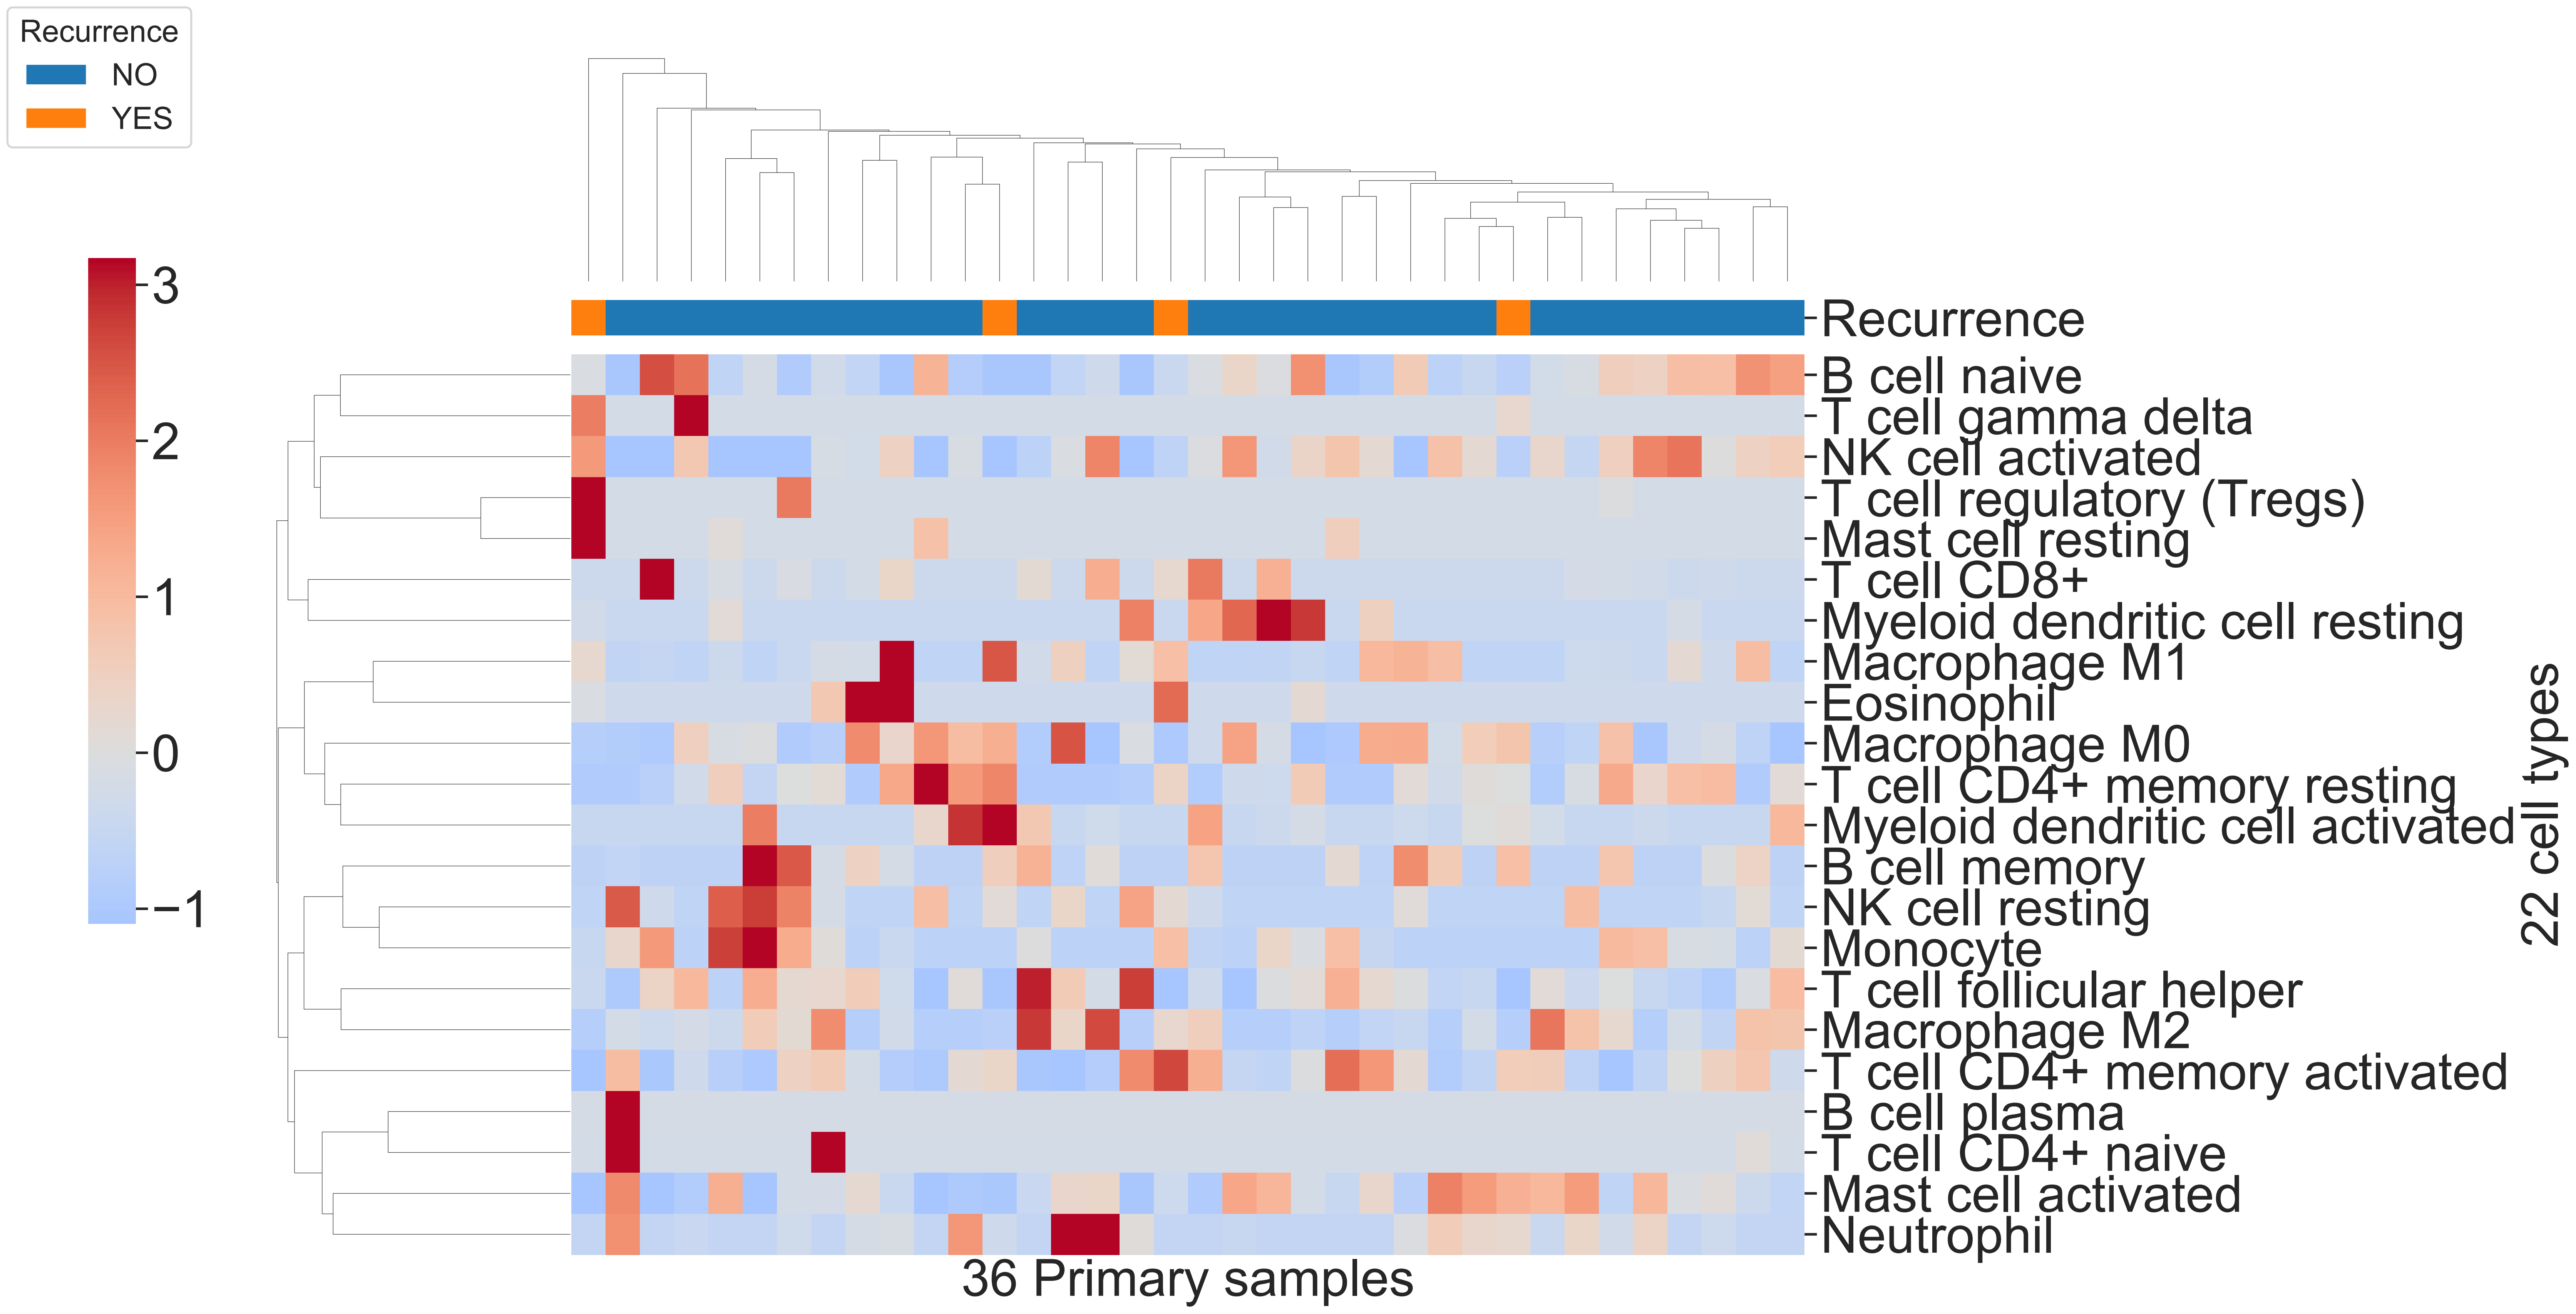 Recurrence
NO
YES
3
2
1
0
−1
Recurrence
B cell naive
T cell gamma delta
NK cell activated
T cell regulatory (Tregs)
Mast cell resting
T cell CD8+
Myeloid dendritic cell resting
Macrophage M1
Eosinophil
Macrophage M0
T cell CD4+ memory resting
Myeloid dendritic cell activated
B cell memory
NK cell resting
Monocyte
T cell follicular helper
Macrophage M2
T cell CD4+ memory activated
B cell plasma
T cell CD4+ naive
Mast cell activated
Neutrophil
22 cell types
36 Primary samples